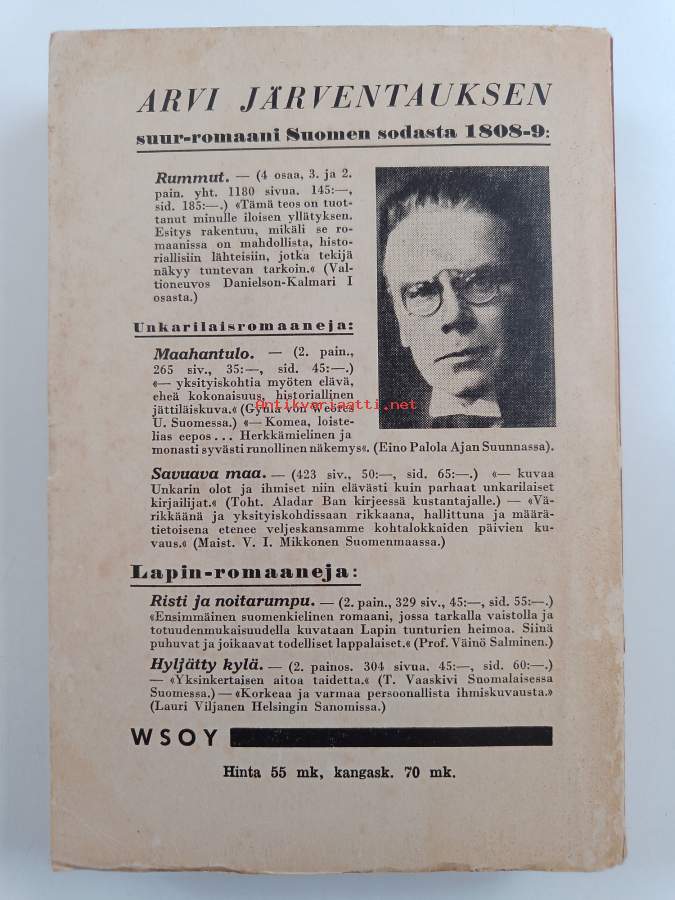 ARVI JÄRVENTAUKSEN
suur-romaani Suomen sodasta 1808-9:
Rummut. — (4 osaa, 3. ja 2.
pain. yht. 1180 sivua. 145:—,
sid. 185:—.) «Tämä teos on tuot-
tanut minulle iloisen yllätyksen.
Esitys rakentuu, mikäli se ro-
maanissa on mahdollista, histo-
riallisiin lähteisiin, jotka tekijä
näkyy tuntevan tarkoin.« (Val-
tioneuvos Danielson-Kalmari I
osasta.)
Unkarilaisromaaneja:
Maahantulo. — (2. pain.,
265 siv., 35:—, sid. 45:—.)
«— yksityiskohtia myöten elävä,
eheä kokonaisuus, historiallinen
jättiläiskuva.« (Gyula von Weöres
U. Suomessa.) «— Komea, loiste-
lias eepos... Herkkämielinen ja
monasti syvästi runollinen näkemys«. (Eino Palola Ajan Suunnassa).
Antikvariaatti.net
Savuava maa. — (423 siv., 50:—, sid. 65:—.) «— kuvaa
Unkarin olot ja ihmiset niin elävästi kuin parhaat unkarilaiset
kirjailijat.« (Toht. Aladar Ban kirjeessä kustantajalle.) — «Vä-
rikkäänä ja yksityiskohdissaan rikkaana, hallittuna ja määrä-
tietoisena etenee veljeskansamme kohtalokkaiden päivien ku-
vaus.« (Maist. V. I. Mikkonen Suomenmaassa.)
Lapin-romaaneja:
Risti ja noitarumpu. — (2. pain., 329 siv., 45:—, sid. 55:—.)
«Ensimmäinen suomenkielinen romaani, jossa tarkalla vaistolla ja
totuudenmukaisuudella kuvataan Lapin tunturien heimoa. Siinä
puhuvat ja joikaavat todelliset lappalaiset.« (Prof. Väinö Salminen.)
Hyljätty kylä. — (2. painos. 304 sivua. 45:—, sid. 60:—.)
— «Yksinkertaisen aitoa taidetta.« (T. Vaaskivi Suomalaisessa
Suomessa.) — «Korkeaa ja varmaa persoonallista ihmiskuvausta.»
(Lauri Viljanen Helsingin Sanomissa.)
WSOY
Hinta 55 mk, kangask. 70 mk.